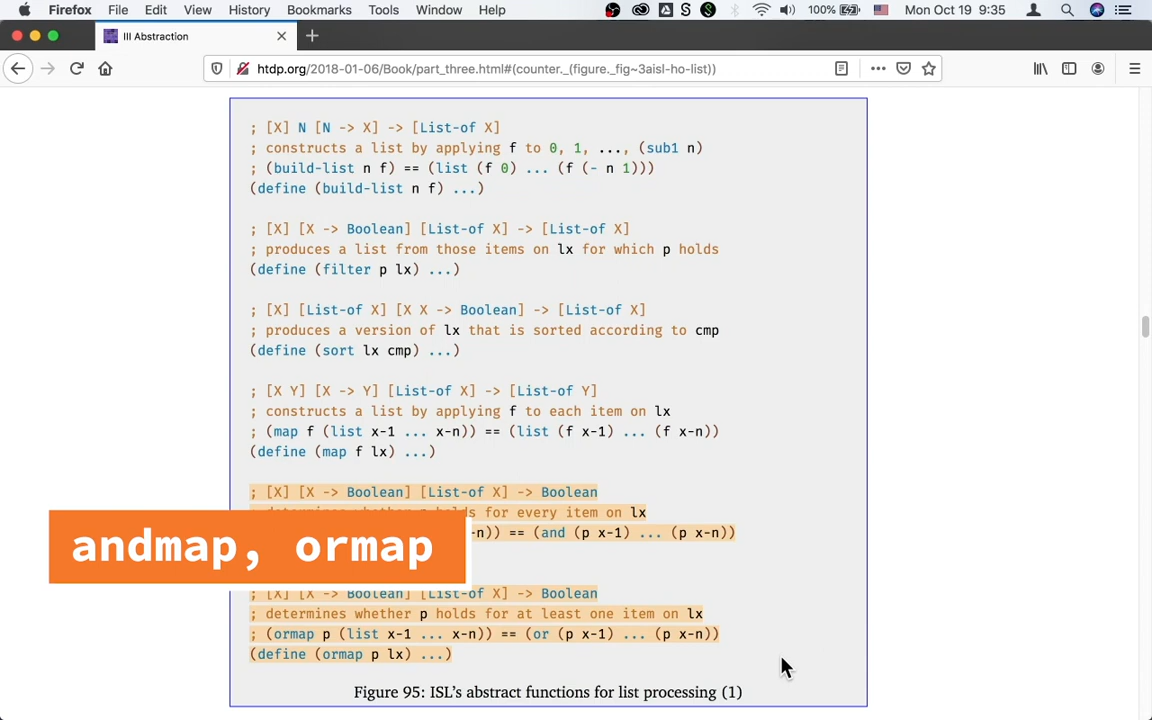 Firefox File Edit View History Bookmarks Tools Window Help 100% Mon Oct 19 9:35
III Abstraction
htdp.org/2018-01-06/Book/part_three.html#(counter._(figure._fig~3aisl-ho-list))
; [X] N [N -> X] -> [List-of X]
; constructs a list by applying f to 0, 1, ..., (sub1 n)
; (build-list n f) == (list (f 0) ... (f (- n 1)))
(define (build-list n f) ...)
; [X] [X -> Boolean] [List-of X] -> [List-of X]
; produces a list from those items on lx for which p holds
(define (filter p lx) ...)
; [X] [List-of X] [X X -> Boolean] -> [List-of X]
; produces a version of lx that is sorted according to cmp
(define (sort lx cmp) ...)
; [X Y] [X -> Y] [List-of X] -> [List-of Y]
; constructs a list by applying f to each item on lx
; (map f (list x-1 ... x-n)) == (list (f x-1) ... (f x-n))
(define (map f lx) ...)
; [X] [X -> Boolean] [List-of X] -> Boolean
for every item on lx
-n)) == (and (p x-1) ... (p x-n))
andmap, ormap
; [X] [X -> Boolean] [List-of X] -> Boolean
; determines whether p holds for at least one item on lx
; (ormap p (list x-1 ... x-n)) == (or (p x-1) ... (p x-n))
(define (ormap p lx) ...)
Figure 95: ISL's abstract functions for list processing (1)